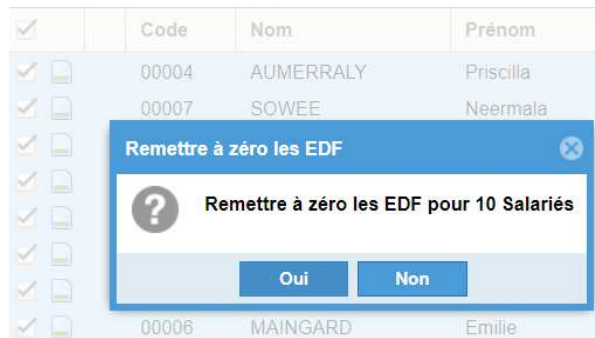 Code Nom Prénom
00004 AUMERRALY Priscilla
00007 SOWEE Neermala
Remettre à zéro les EDF
Remettre à zéro les EDF pour 10 Salariés
Oui Non
00006 MAINGARD Emilie